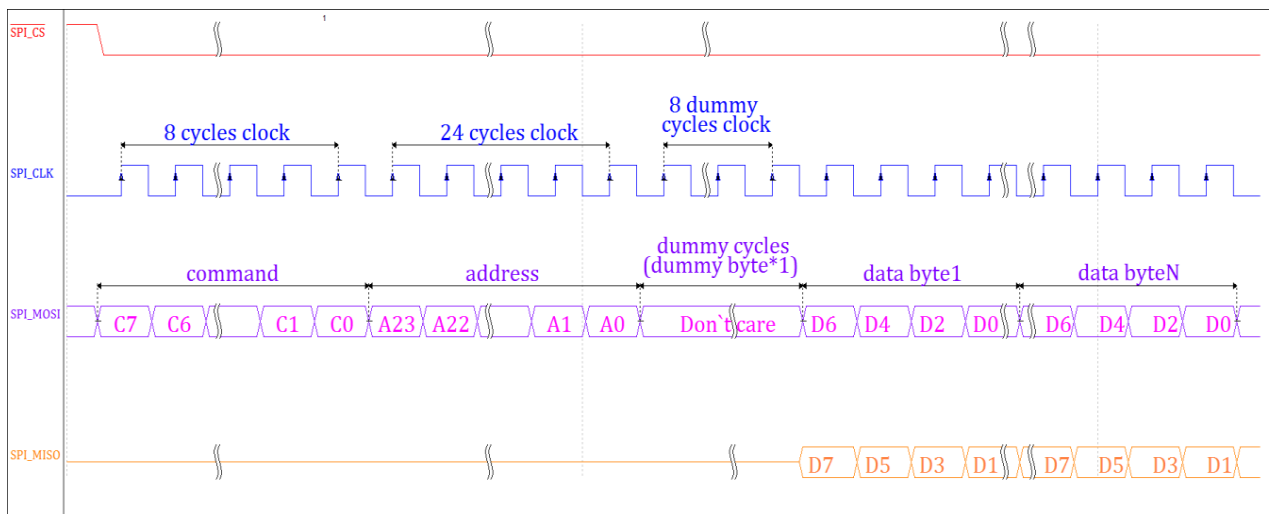 1
SPI_CS
8 dummy
cycles clock
8 cycles clock
24 cycles clock
SPI_CLK
dummy cycles
(dummy byte*1)
command
address
data byte1
data byteN
SPI_MOSI
C7 C6 C1 C0 A23 A22 A1 A0 Don`t care D6 D4 D2 D0 D6 D4 D2 D0
SPI_MISO
D7 D5 D3 D1 D7 D5 D3 D1